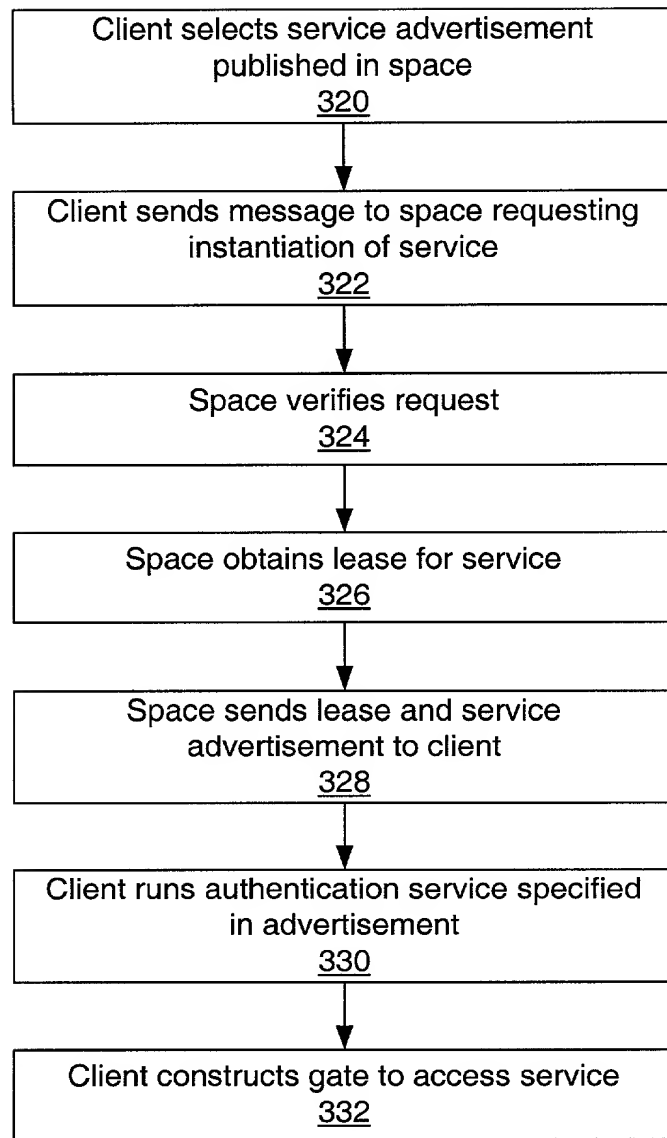 Client selects service advertisement
published in space
320
Client sends message to space requesting
instantiation of service
322
Space verifies request
324
Space obtains lease for service
326
Space sends lease and service
advertisement to client
328
Client runs authentication service specified
in advertisement
330
Client constructs gate to access service
332